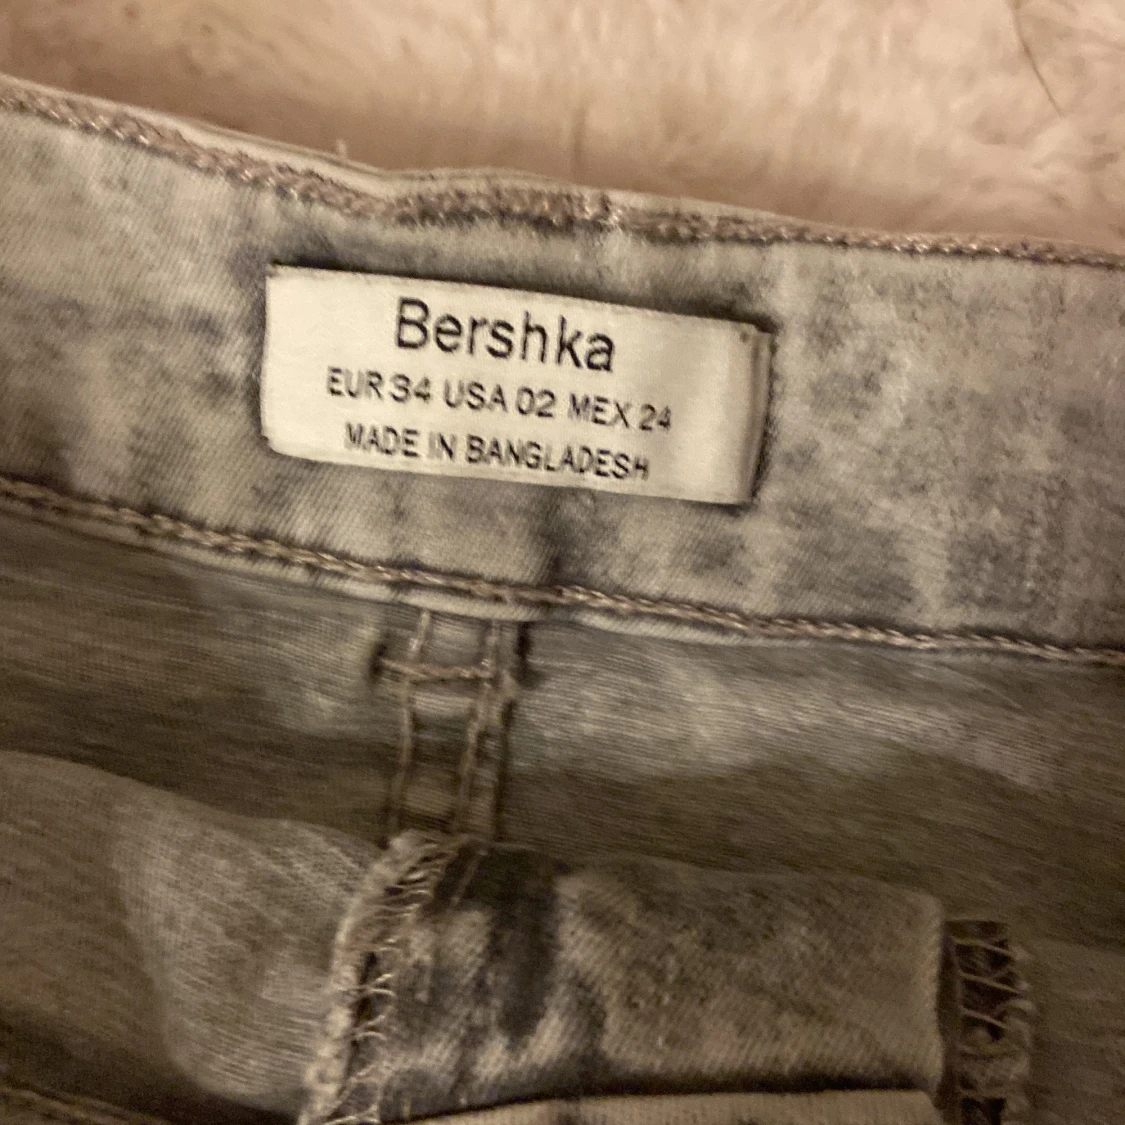 Bershka
EUR 34 USA 02 MEX 24
MADE IN BANGLADESH